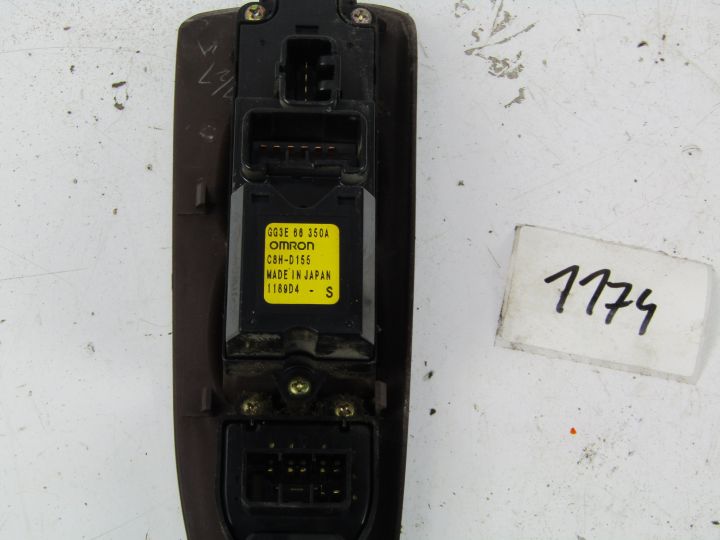 GG3E 66 350A
OMRON
C8H-D155
MADE IN JAPAN
1189D4 - S
1174